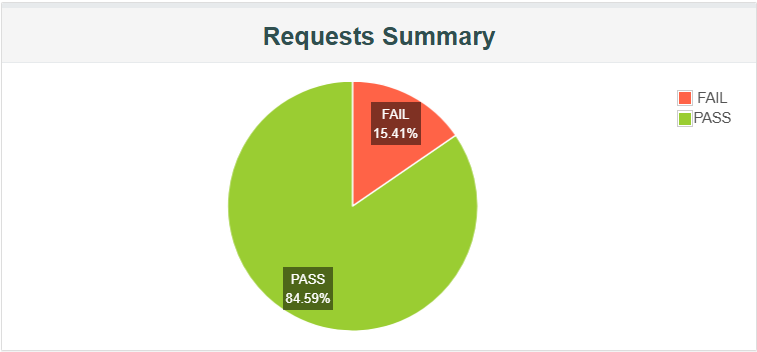 Requests Summary
FAIL
15.41%
PASS
84.59%
FAIL
PASS